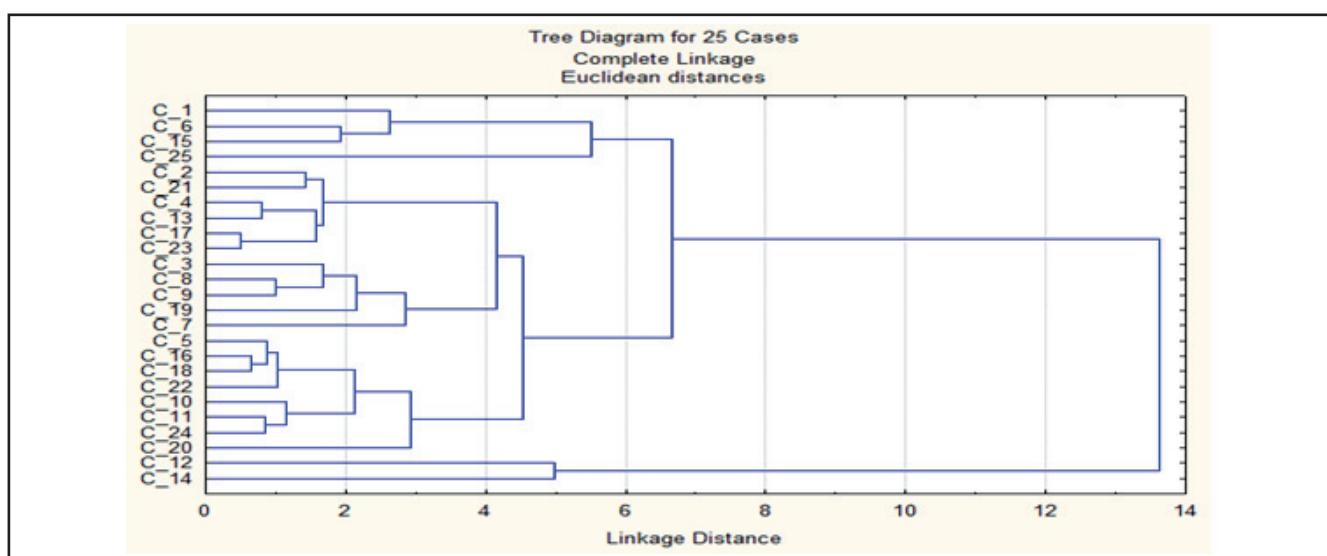 Tree Diagram for 25 Cases
Complete Linkage
Euclidean distances
C_1
C_6
C_15
C_25
C_2
C_21
C_4
C_13
C_17
C_23
C_3
C_8
C_9
C_19
C_7
C_5
C_16
C_18
C_22
C_10
C_11
C_24
C_20
C_12
C_14
0 2 4 6 8 10 12 14
Linkage Distance